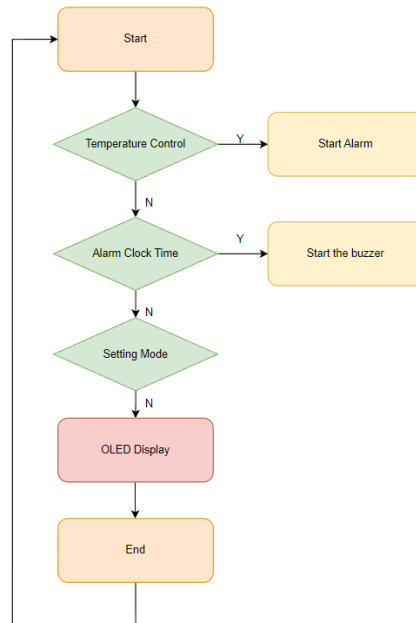 Start
Temperature Control
Y
Start Alarm
N
Alarm Clock Time
Y
Start the buzzer
N
Setting Mode
N
OLED Display
End